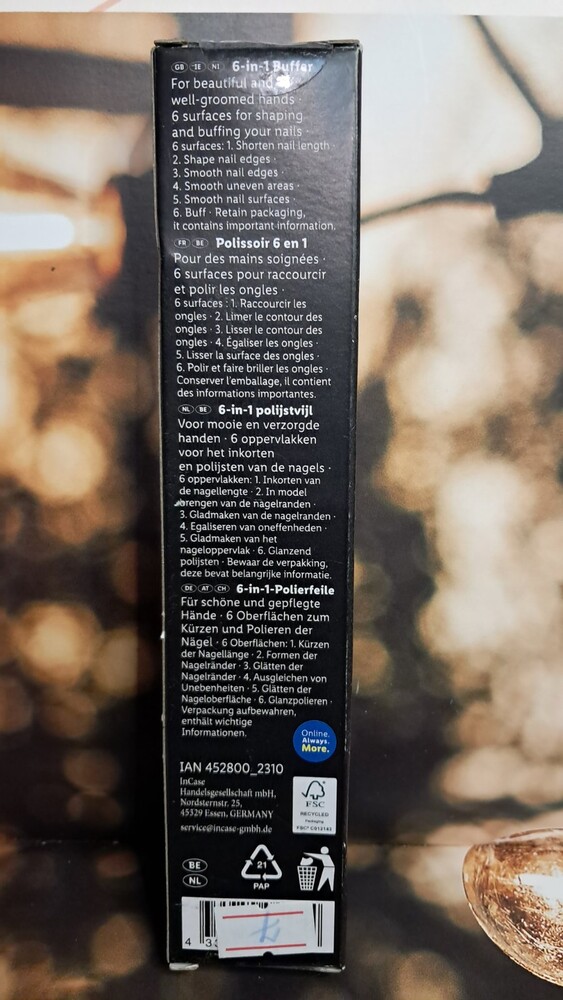 GB IE NI 6-in-1 Buffer
For beautiful and
well-groomed hands ·
6 surfaces for shaping
and buffing your nails ·
6 surfaces: 1. Shorten nail length
2. Shape nail edges ·
3. Smooth nail edges ·
4. Smooth uneven areas ·
5. Smooth nail surfaces ·
6. Buff · Retain packaging,
it contains important information.
FR BE Polissoir 6 en 1
Pour des mains soignées ·
6 surfaces pour raccourcir
et polir les ongles ·
6 surfaces : 1. Raccourcir les
ongles · 2. Limer le contour des
ongles · 3. Lisser le contour des
ongles · 4. Égaliser les ongles ·
5. Lisser la surface des ongles ·
6. Polir et faire briller les ongles ·
Conserver l'emballage, il contient
des informations importantes.
NL BE 6-in-1 polijstvijl
Voor mooie en verzorgde
handen · 6 oppervlakken
voor het inkorten
en polijsten van de nagels ·
6 oppervlakken: 1. Inkorten van
de nagellengte · 2. In model
brengen van de nagelranden ·
3. Gladmaken van de nagelranden ·
4. Egaliseren van oneffenheden ·
5. Gladmaken van het
nageloppervlak · 6. Glanzend
polijsten · Bewaar de verpakking,
deze bevat belangrijke informatie.
DE AT CH 6-in-1-Polierfeile
Für schöne und gepflegte
Hände · 6 Oberflächen zum
Kürzen und Polieren der
Nägel · 6 Oberflächen: 1. Kürzen
der Nagellänge · 2. Formen der
Nagelränder · 3. Glätten der
Nagelränder · 4. Ausgleichen von
Unebenheiten · 5. Glätten der
Nageloberfläche · 6. Glanzpolieren ·
Verpackung aufbewahren,
enthält wichtige
Informationen.
Online.
Always.
More.
IAN 452800_2310
InCase
Handelsgesellschaft mbH,
Nordsternstr. 25,
45329 Essen, GERMANY
service@incase-gmbh.de
FSC
RECYCLED
Packaging
BE
NL
21
PAP
4 33